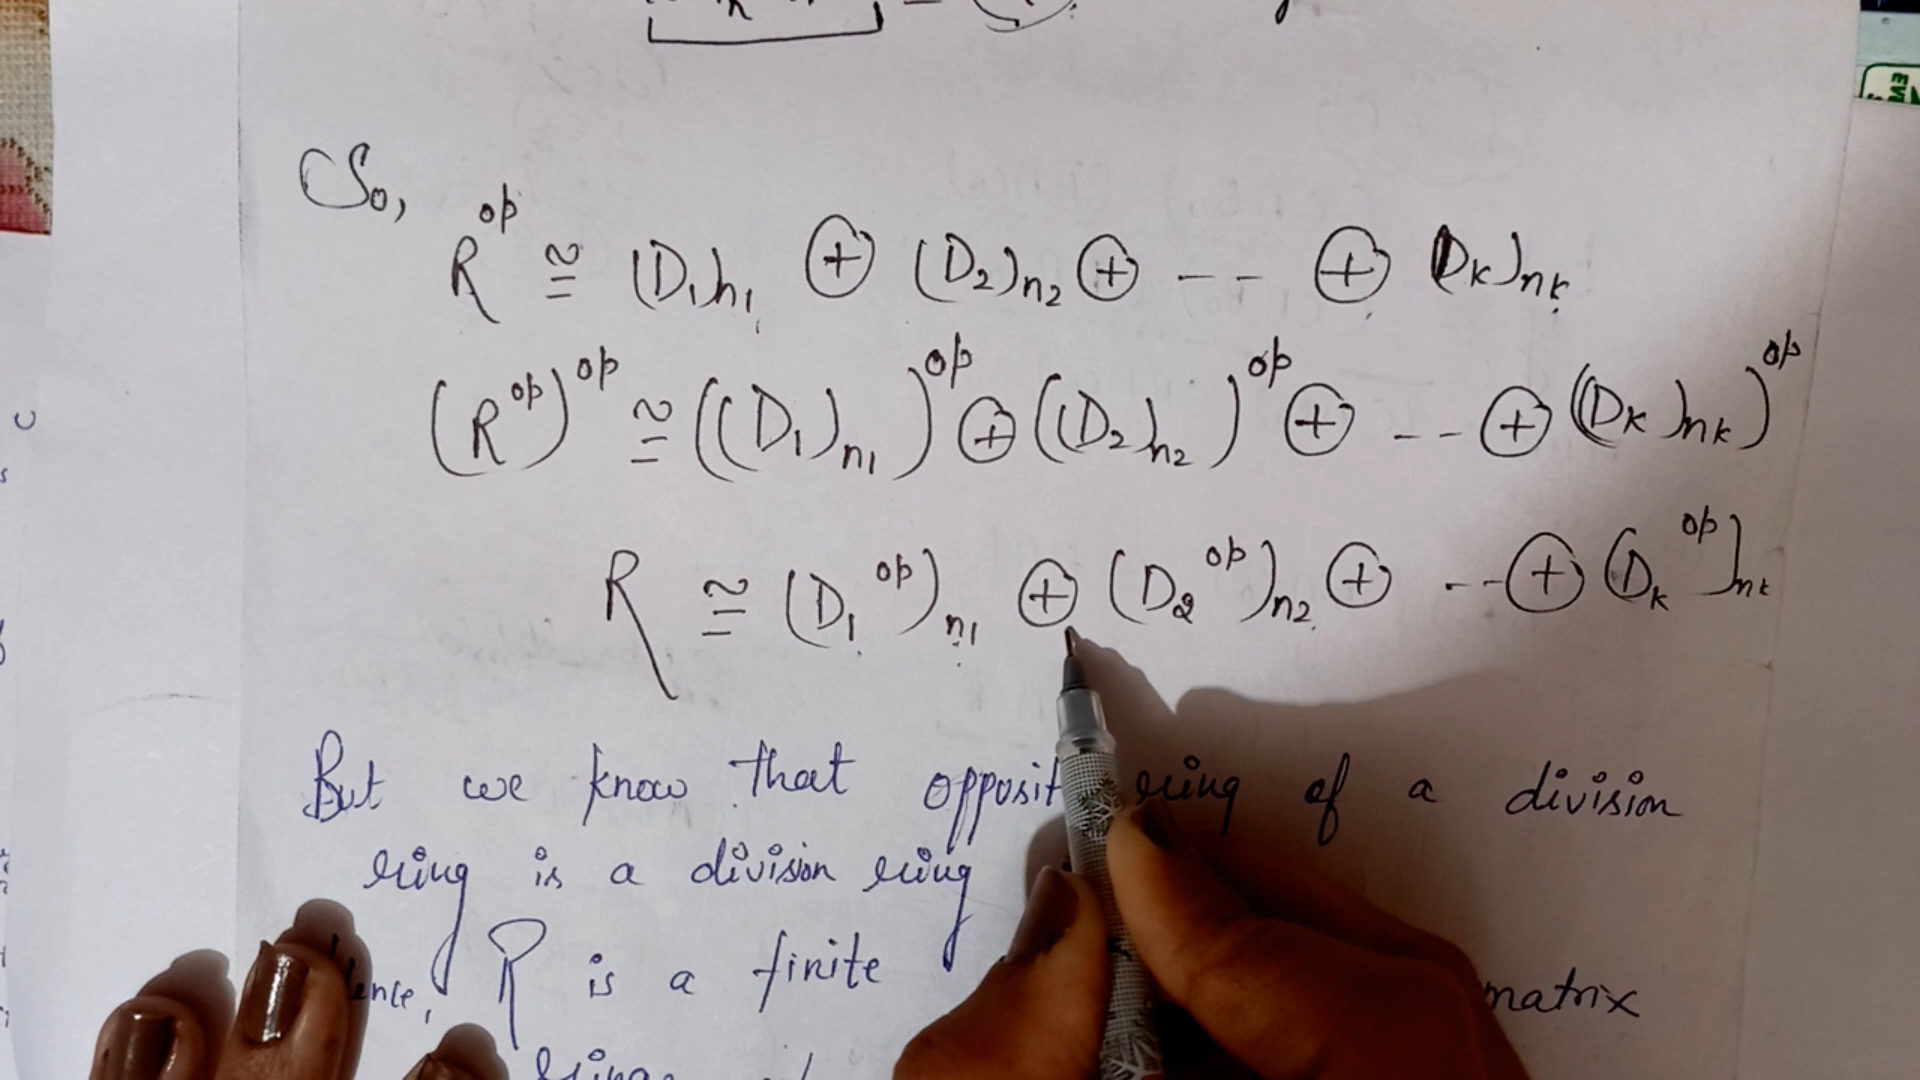 So,
R^op ≅ (D₁)n₁ ⊕ (D₂)n₂ ⊕ -- ⊕ (Dk)nk
(R^op)^op ≅ ((D₁)n₁)^op ⊕ ((D₂)n₂)^op ⊕ -- ⊕ ((Dk)nk)^op
R ≅ (D₁^op)n₁ ⊕ (D₂^op)n₂ ⊕ -- ⊕ (Dk^op)nk
But we know that opposit ring of a division
ring is a division ring
R is a finite matrix